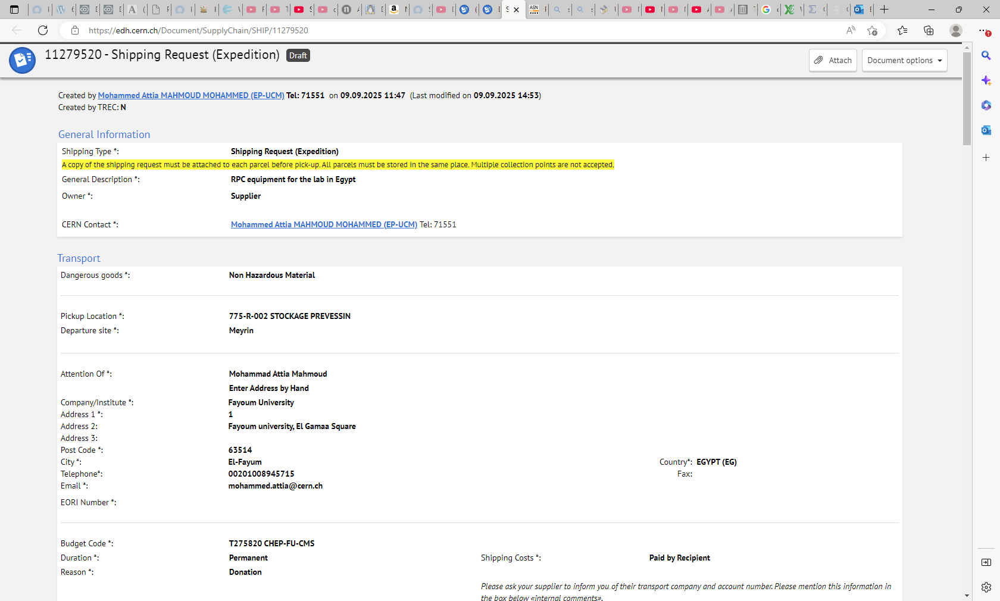 https://edh.cern.ch/Document/SupplyChain/SHIP/11279520
11279520 - Shipping Request (Expedition) Draft
Attach
Document options
Created by Mohammed Attia MAHMOUD MOHAMMED (EP-UCM) Tel: 71551 on 09.09.2025 11:47 (Last modified on 09.09.2025 14:53)
Created by TREC: N
General Information
Shipping Type *: Shipping Request (Expedition)
A copy of the shipping request must be attached to each parcel before pick-up. All parcels must be stored in the same place. Multiple collection points are not accepted.
General Description *: RPC equipment for the lab in Egypt
Owner *: Supplier
CERN Contact *: Mohammed Attia MAHMOUD MOHAMMED (EP-UCM) Tel: 71551
Transport
Dangerous goods *: Non Hazardous Material
Pickup Location *: 775-R-002 STOCKAGE PREVESSIN
Departure site *: Meyrin
Attention Of *: Mohammad Attia Mahmoud
Enter Address by Hand
Company/Institute *: Fayoum University
Address 1 *: 1
Address 2: Fayoum university, El Gamaa Square
Address 3:
Post Code *: 63514
City *: El-Fayum Country*: EGYPT (EG)
Telephone*: 00201008945715 Fax:
Email *: mohammed.attia@cern.ch
EORI Number *:
Budget Code *: T275820 CHEP-FU-CMS
Duration *: Permanent Shipping Costs *: Paid by Recipient
Reason *: Donation
Please ask your supplier to inform you of their transport company and account number. Please mention this information in
the box below «internal comments».